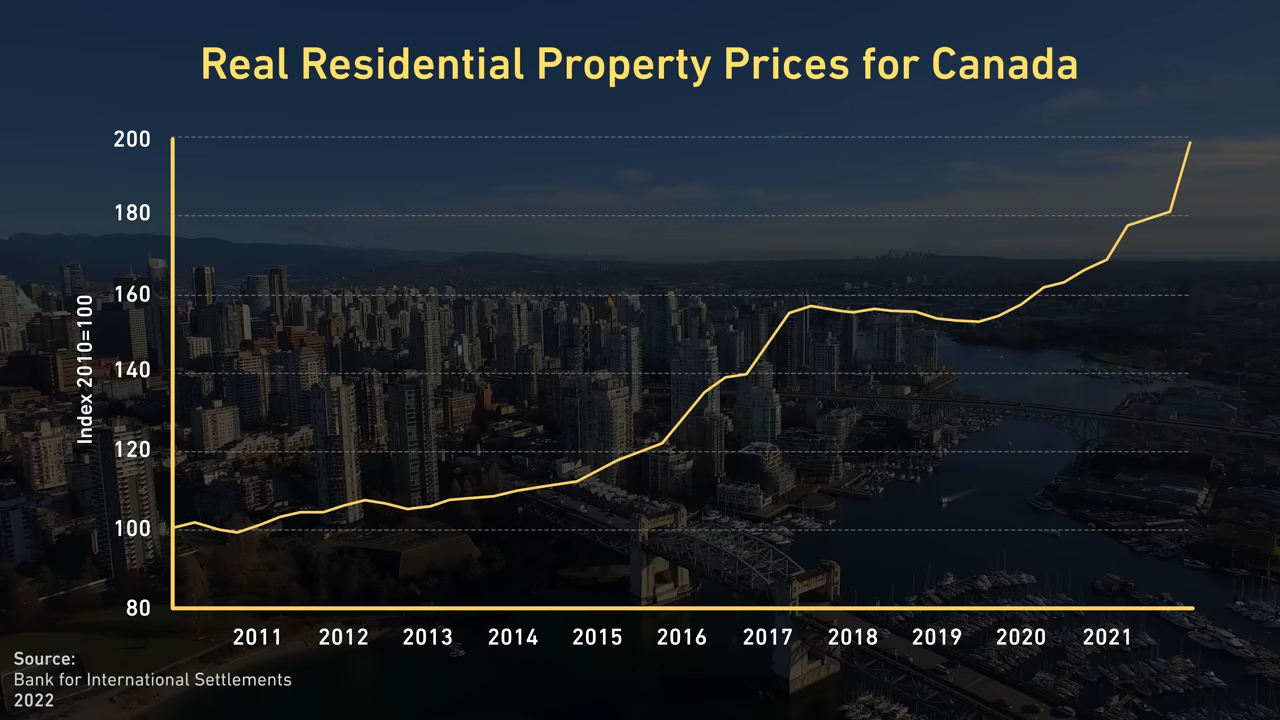 Real Residential Property Prices for Canada
200
180
160
140
120
100
80
Index 2010=100
2011 2012 2013 2014 2015 2016 2017 2018 2019 2020 2021
Source:
Bank for International Settlements
2022